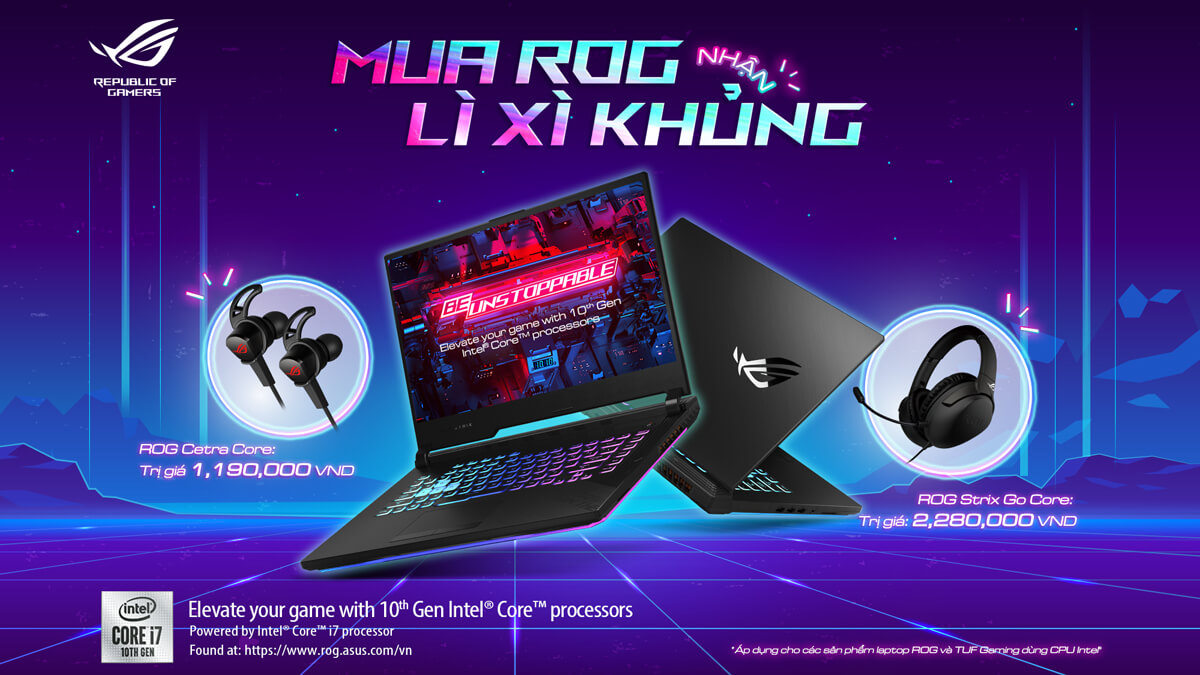 REPUBLIC OF
GAMERS
MUA ROG NHẬN
LÌ XÌ KHỦNG
BE UNSTOPPABLE
Elevate your game with 10th Gen
Intel® Core™ processors
ROG Cetra Core:
Trị giá 1,190,000 VND
ROG Strix Go Core:
Trị giá: 2,280,000 VND
intel
CORE i7
10TH GEN
Elevate your game with 10th Gen Intel® Core™ processors
Powered by Intel® Core™ i7 processor
Found at: https://www.rog.asus.com/vn
*Áp dụng cho các sản phẩm laptop ROG và TUF Gaming dùng CPU Intel*